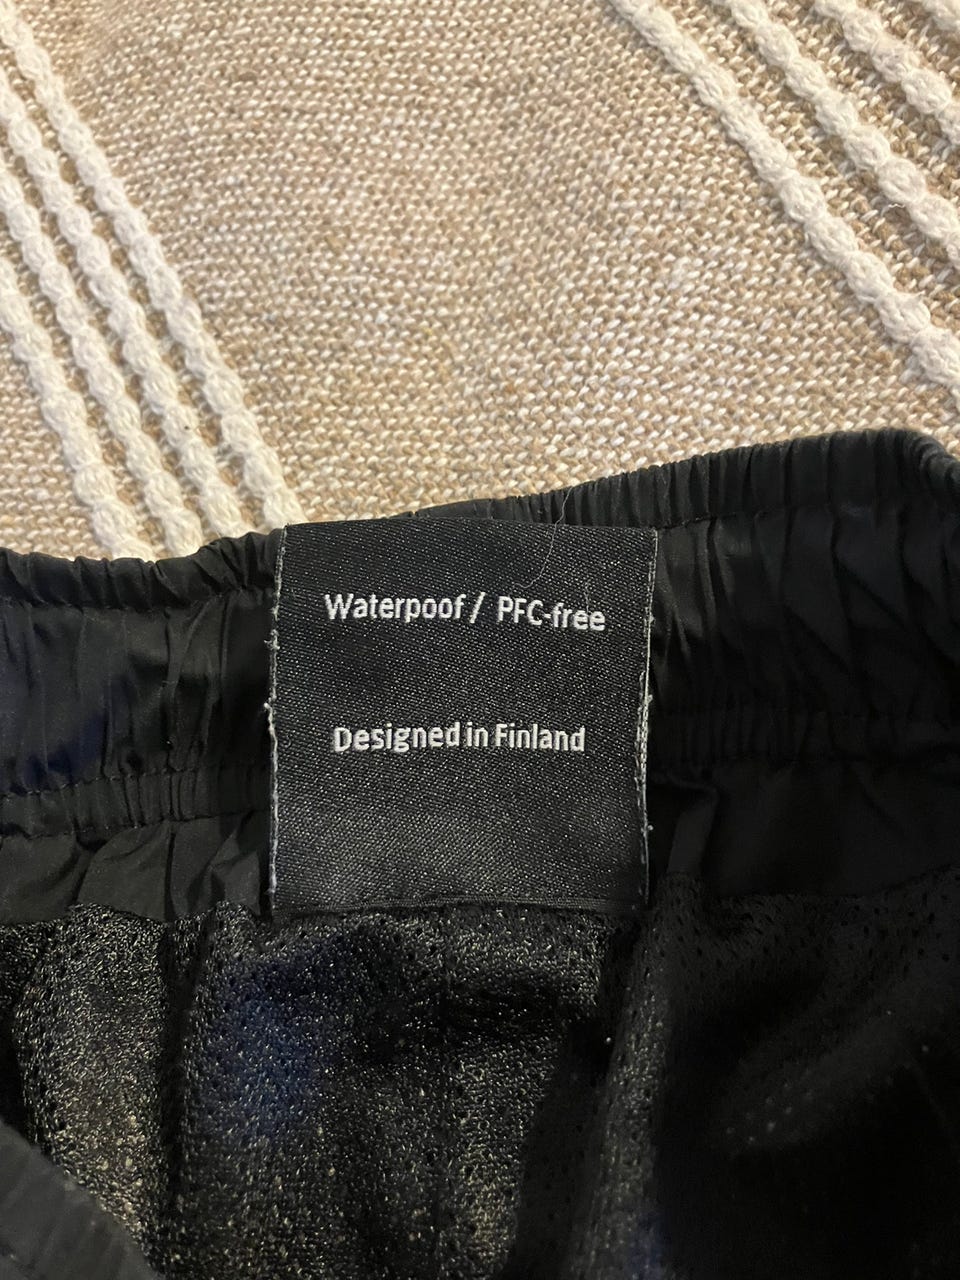 Waterpoof / PFC-free
Designed in Finland